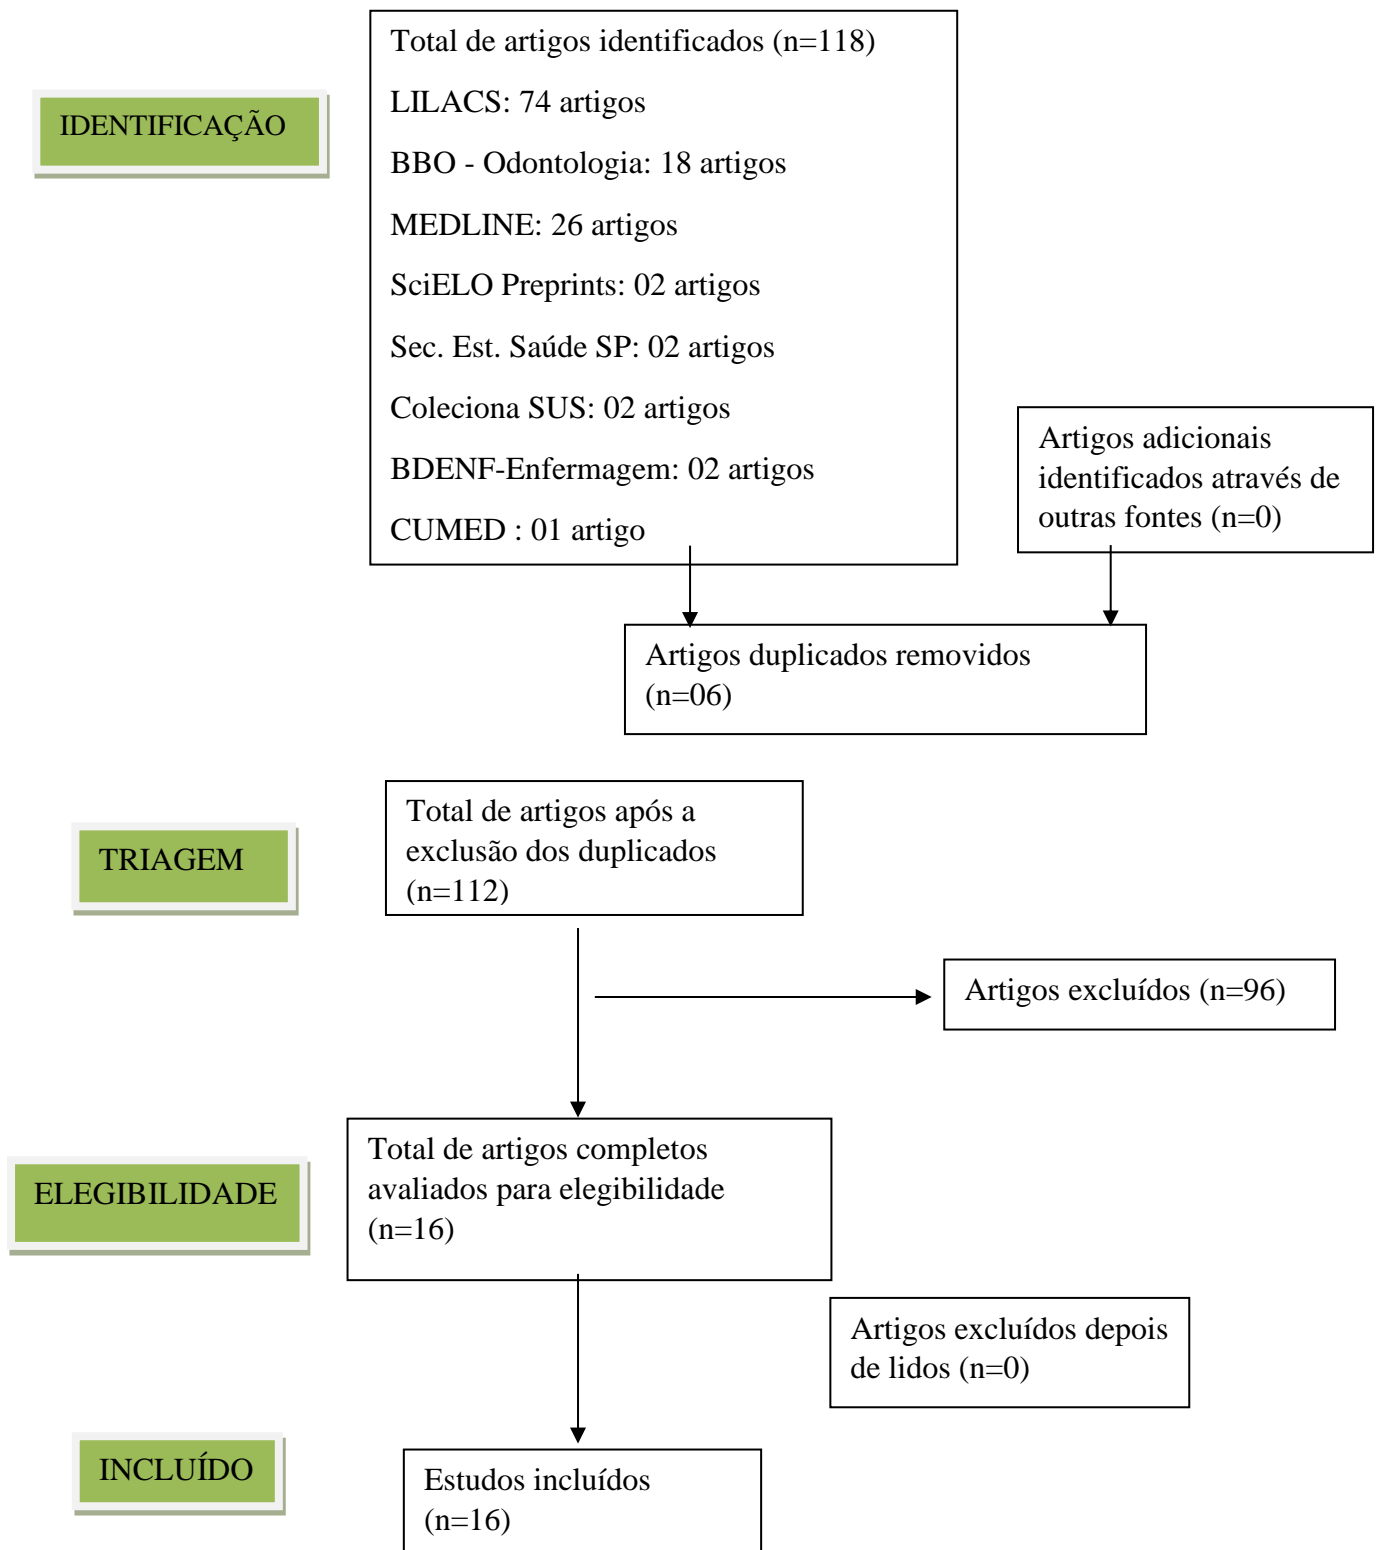 IDENTIFICAÇÃO
Total de artigos identificados (n=118)
LILACS: 74 artigos
BBO - Odontologia: 18 artigos
MEDLINE: 26 artigos
SciELO Preprints: 02 artigos
Sec. Est. Saúde SP: 02 artigos
Coleciona SUS: 02 artigos
BDENF-Enfermagem: 02 artigos
CUMED : 01 artigo
Artigos adicionais
identificados através de
outras fontes (n=0)
Artigos duplicados removidos
(n=06)
TRIAGEM
Total de artigos após a
exclusão dos duplicados
(n=112)
Artigos excluídos (n=96)
ELEGIBILIDADE
Total de artigos completos
avaliados para elegibilidade
(n=16)
Artigos excluídos depois
de lidos (n=0)
INCLUÍDO
Estudos incluídos
(n=16)